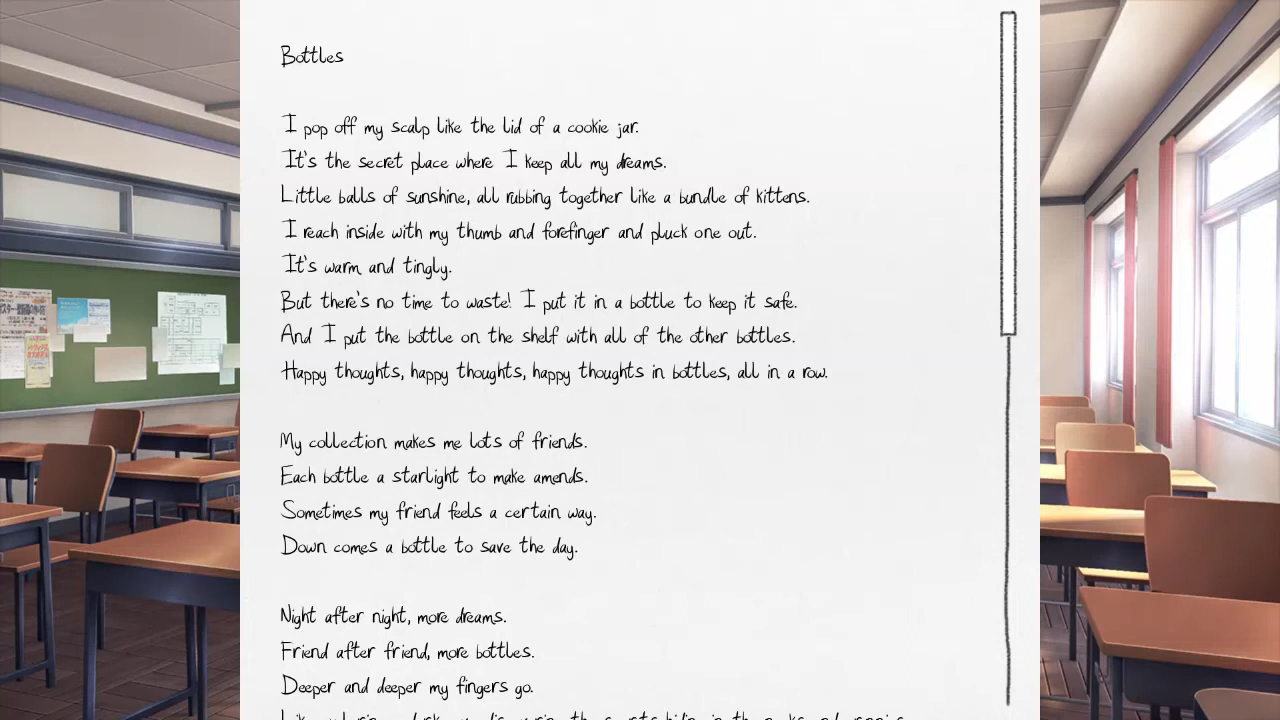 Bottles
I pop off my scalp like the lid of a cookie jar.
It's the secret place where I keep all my dreams.
Little balls of sunshine, all rubbing together like a bundle of kittens.
I reach inside with my thumb and forefinger and pluck one out.
It's warm and tingly.
But there's no time to waste! I put it in a bottle to keep it safe.
And I put the bottle on the shelf with all of the other bottles.
Happy thoughts, happy thoughts, happy thoughts in bottles, all in a row.
My collection makes me lots of friends.
Each bottle a starlight to make amends.
Sometimes my friend feels a certain way.
Down comes a bottle to save the day.
Night after night, more dreams.
Friend after friend, more bottles.
Deeper and deeper my fingers go.